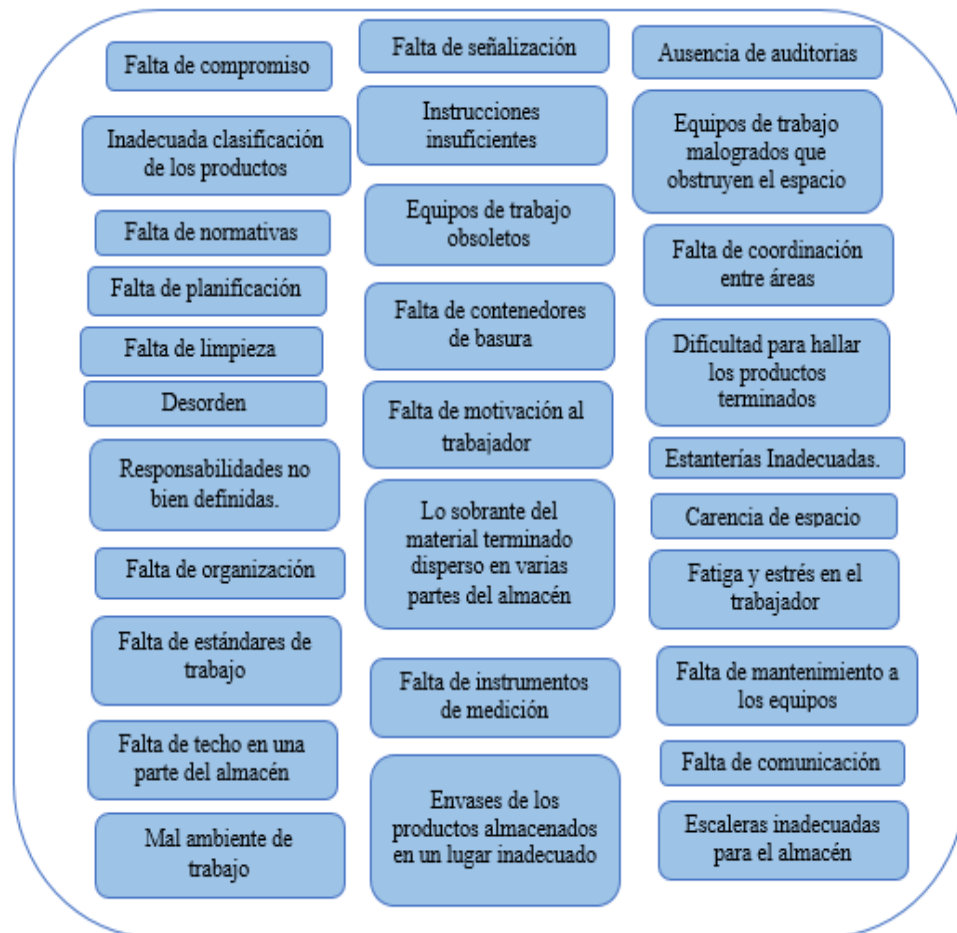 Falta de compromiso
Inadecuada clasificación
de los productos
Falta de normativas
Falta de planificación
Falta de limpieza
Desorden
Responsabilidades no
bien definidas.
Falta de organización
Falta de estándares de
trabajo
Falta de techo en una
parte del almacén
Mal ambiente de
trabajo
Falta de señalización
Instrucciones
insuficientes
Equipos de trabajo
obsoletos
Falta de contenedores
de basura
Falta de motivación al
trabajador
Lo sobrante del
material terminado
disperso en varias
partes del almacén
Falta de instrumentos
de medición
Envases de los
productos almacenados
en un lugar inadecuado
Ausencia de auditorias
Equipos de trabajo
malogrados que
obstruyen el espacio
Falta de coordinación
entre áreas
Dificultad para hallar
los productos
terminados
Estanterías Inadecuadas.
Carencia de espacio
Fatiga y estrés en el
trabajador
Falta de mantenimiento a
los equipos
Falta de comunicación
Escaleras inadecuadas
para el almacén